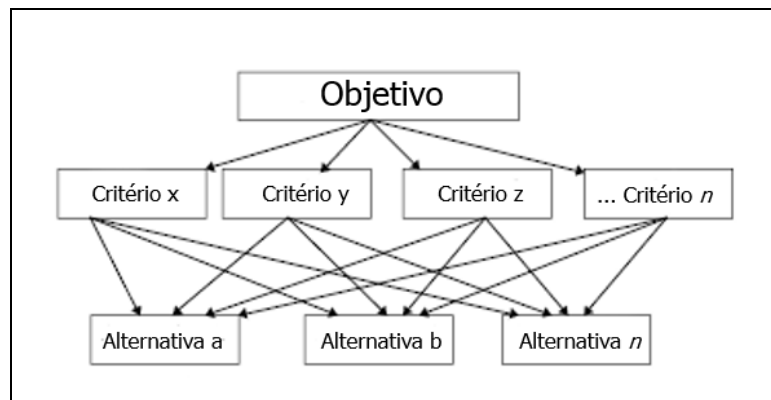 Objetivo
Critério x
Critério y
Critério z
... Critério n
Alternativa a
Alternativa b
Alternativa n